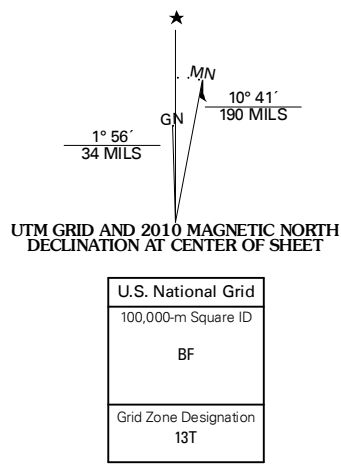 MN
10° 41´
190 MILS
GN
1° 56´
34 MILS
UTM GRID AND 2010 MAGNETIC NORTH
DECLINATION AT CENTER OF SHEET
U.S. National Grid
100,000-m Square ID
BF
Grid Zone Designation
13T